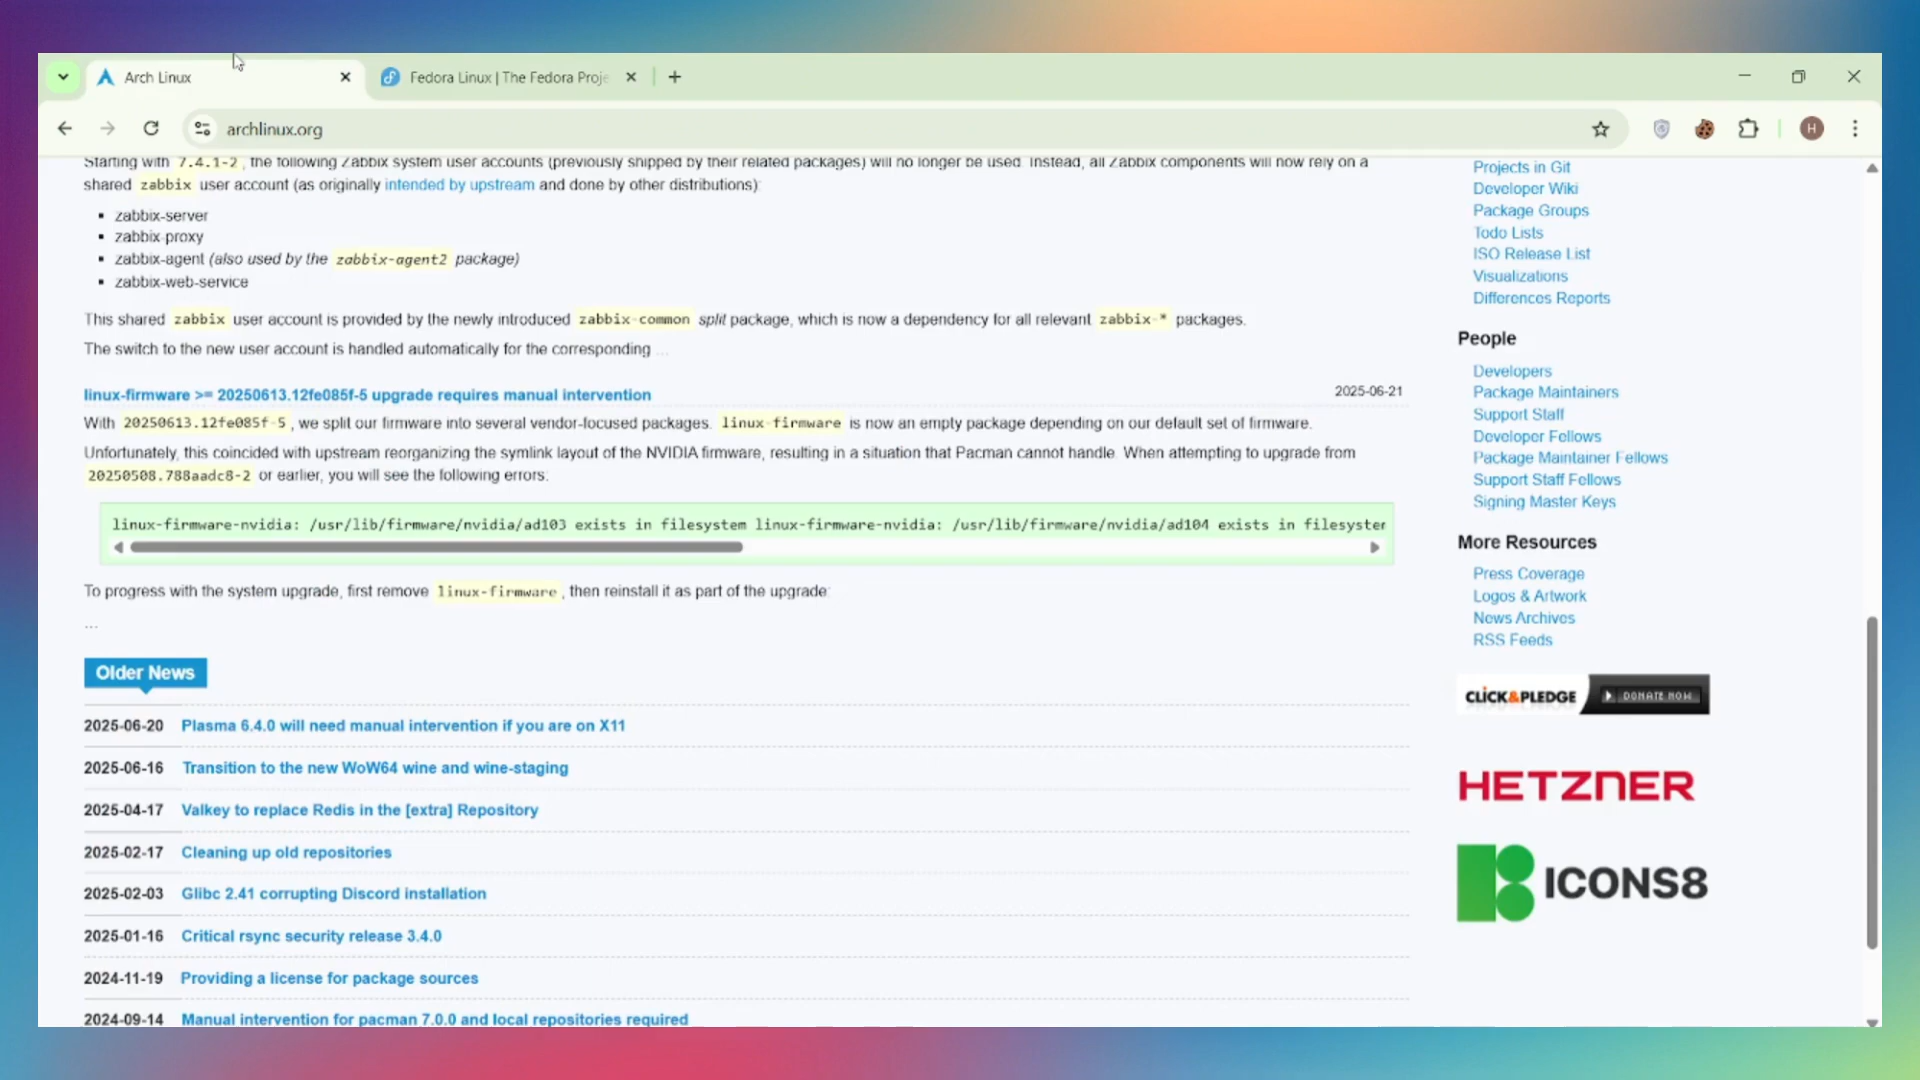 Arch Linux
Fedora Linux | The Fedora Proje
archlinux.org
H
Starting with 7.4.1-2, the following Zabbix system user accounts (previously shipped by their related packages) will no longer be used. Instead, all Zabbix components will now rely on a
shared zabbix user account (as originally intended by upstream and done by other distributions):
▪ zabbix-server
▪ zabbix-proxy
▪ zabbix-agent (also used by the zabbix-agent2 package)
▪ zabbix-web-service
This shared zabbix user account is provided by the newly introduced zabbix-common split package, which is now a dependency for all relevant zabbix-* packages.
The switch to the new user account is handled automatically for the corresponding ...
linux-firmware >= 20250613.12fe085f-5 upgrade requires manual intervention
2025-06-21
With 20250613.12fe085f-5, we split our firmware into several vendor-focused packages. linux-firmware is now an empty package depending on our default set of firmware.
Unfortunately, this coincided with upstream reorganizing the symlink layout of the NVIDIA firmware, resulting in a situation that Pacman cannot handle. When attempting to upgrade from
20250508.788aadc8-2 or earlier, you will see the following errors:
linux-firmware-nvidia: /usr/lib/firmware/nvidia/ad103 exists in filesystem linux-firmware-nvidia: /usr/lib/firmware/nvidia/ad104 exists in filesyster
To progress with the system upgrade, first remove linux-firmware, then reinstall it as part of the upgrade:
...
Older News
2025-06-20 Plasma 6.4.0 will need manual intervention if you are on X11
2025-06-16 Transition to the new WoW64 wine and wine-staging
2025-04-17 Valkey to replace Redis in the [extra] Repository
2025-02-17 Cleaning up old repositories
2025-02-03 Glibc 2.41 corrupting Discord installation
2025-01-16 Critical rsync security release 3.4.0
2024-11-19 Providing a license for package sources
2024-09-14 Manual intervention for pacman 7.0.0 and local repositories required
Projects in Git
Developer Wiki
Package Groups
Todo Lists
ISO Release List
Visualizations
Differences Reports
People
Developers
Package Maintainers
Support Staff
Developer Fellows
Package Maintainer Fellows
Support Staff Fellows
Signing Master Keys
More Resources
Press Coverage
Logos & Artwork
News Archives
RSS Feeds
CLICK&PLEDGE DONATE NOW
HETZNER
ICONS8